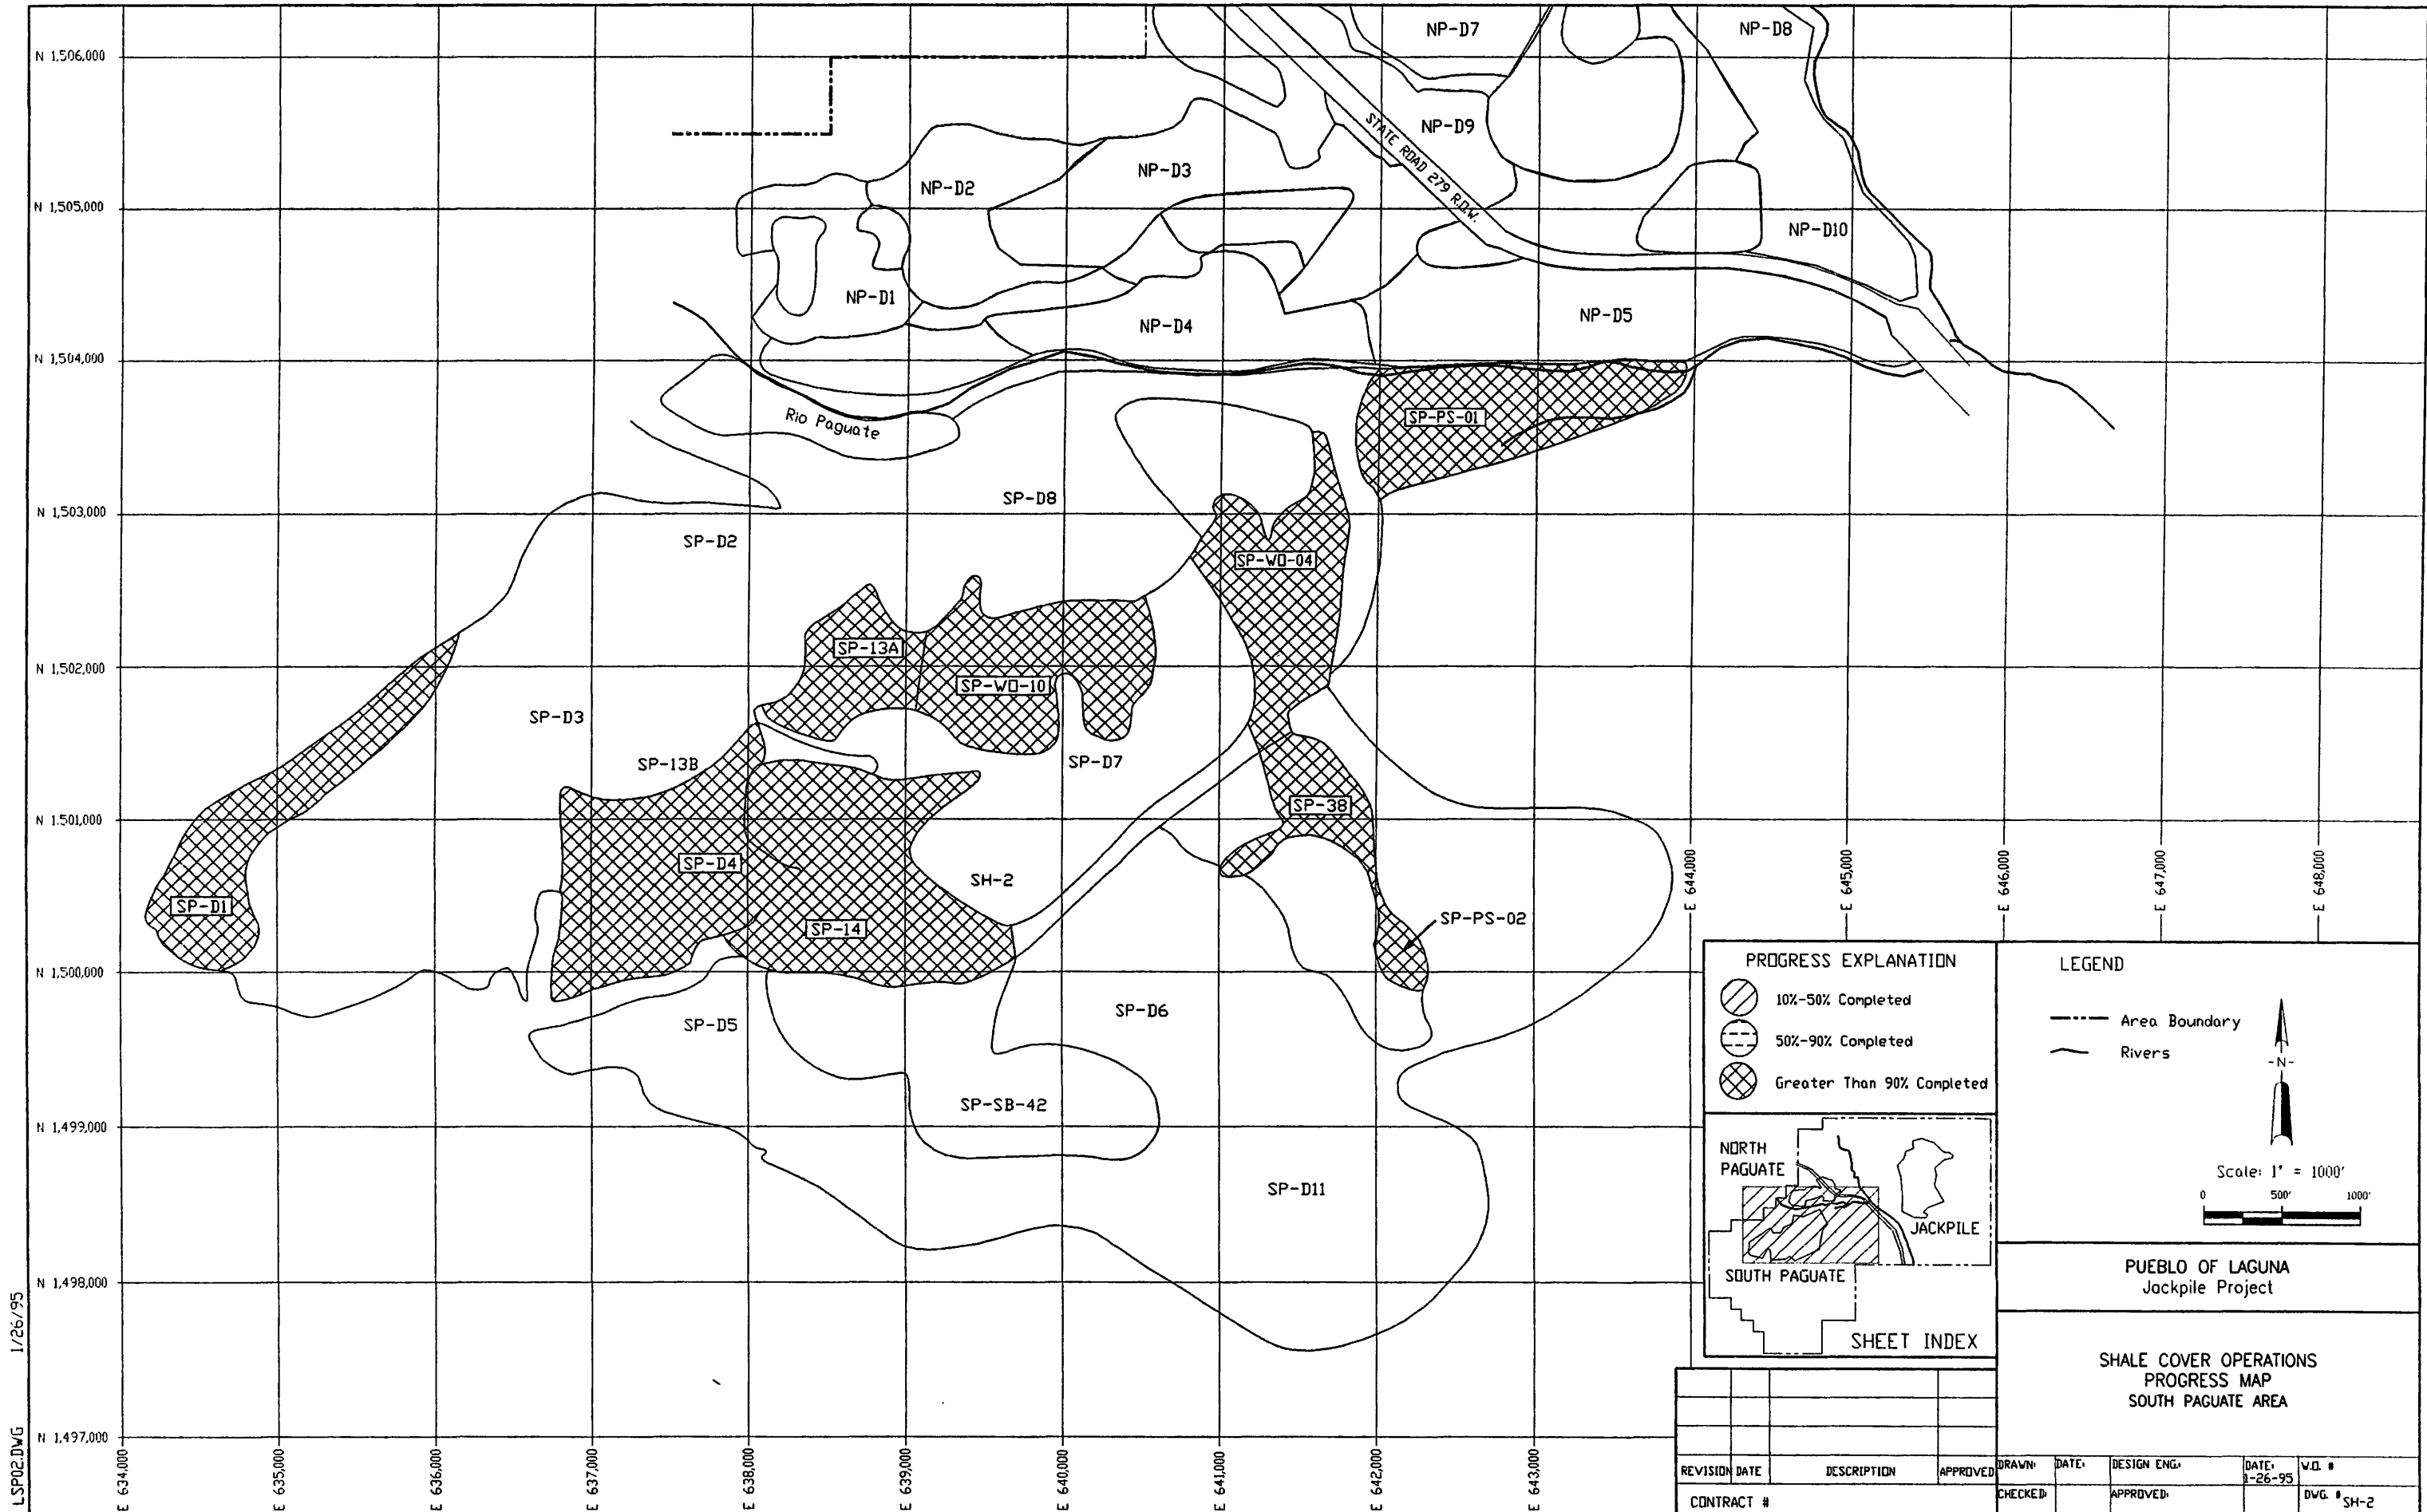 NP-D7
NP-D8
N 1,506,000
NP-D9
STATE ROAD 279 R.O.W.
NP-D3
NP-D2
N 1,505,000
NP-D10
NP-D1
NP-D4
NP-D5
N 1,504,000
Rio Paguate
SP-PS-01
SP-D8
N 1,503,000
SP-D2
SP-WO-04
SP-13A
N 1,502,000
SP-WO-10
SP-D3
SP-13B
SP-D7
SP-38
N 1,501,000
SP-D4
SH-2
SP-D1
SP-14
SP-PS-02
E 644,000
E 645,000
E 646,000
E 647,000
E 648,000
N 1,500,000
SP-D5
SP-D6
SP-SB-42
N 1,499,000
SP-D11
N 1,498,000
N 1,497,000
E 634,000
E 635,000
E 636,000
E 637,000
E 638,000
E 639,000
E 640,000
E 641,000
E 642,000
E 643,000
LSP02.DWG 1/26/95
PROGRESS EXPLANATION
10%-50% Completed
50%-90% Completed
Greater Than 90% Completed
LEGEND
Area Boundary
Rivers
-N-
Scale: 1" = 1000'
0 500' 1000'
NORTH
PAGUATE
JACKPILE
SOUTH PAGUATE
SHEET INDEX
PUEBLO OF LAGUNA
Jackpile Project
SHALE COVER OPERATIONS
PROGRESS MAP
SOUTH PAGUATE AREA
REVISION DATE DESCRIPTION APPROVED
CONTRACT #
DRAWN: DATE: DESIGN ENG.: DATE: 1-26-95 W.O. #
CHECKED: APPROVED: DWG. # SH-2